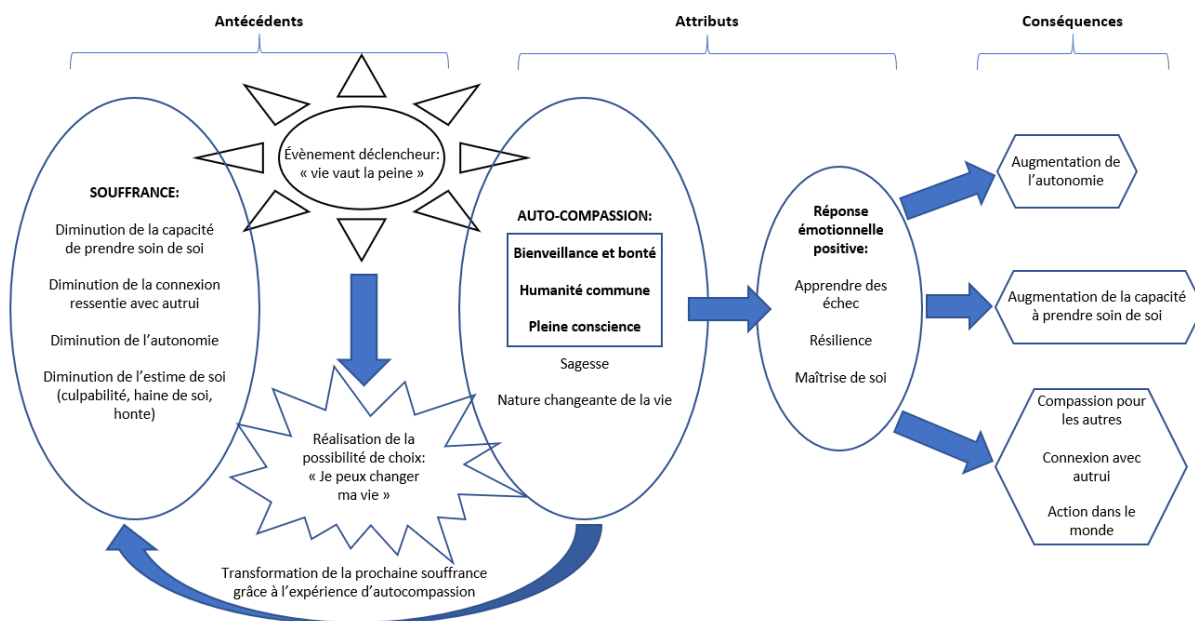 Antécédents
Attributs
Conséquences
SOUFFRANCE:
Diminution de la capacité
de prendre soin de soi
Diminution de la connexion
ressentie avec autrui
Diminution de l'autonomie
Diminution de l'estime de soi
(culpabilité, haine de soi,
honte)
Évènement déclencheur:
« vie vaut la peine »
Réalisation de la
possibilité de choix:
« Je peux changer
ma vie »
AUTO-COMPASSION:
Bienveillance et bonté
Humanité commune
Pleine conscience
Sagesse
Nature changeante de la vie
Réponse
émotionnelle
positive:
Apprendre des
échec
Résilience
Maîtrise de soi
Augmentation de
l'autonomie
Augmentation de la capacité
à prendre soin de soi
Compassion pour
les autres
Connexion avec
autrui
Action dans le
monde
Transformation de la prochaine souffrance
grâce à l'expérience d'autocompassion